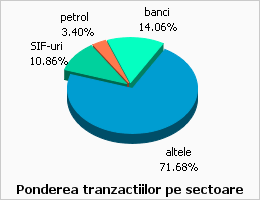 petrol
3.40%
banci
14.06%
SIF-uri
10.86%
altele
71.68%
Ponderea tranzactiilor pe sectoare